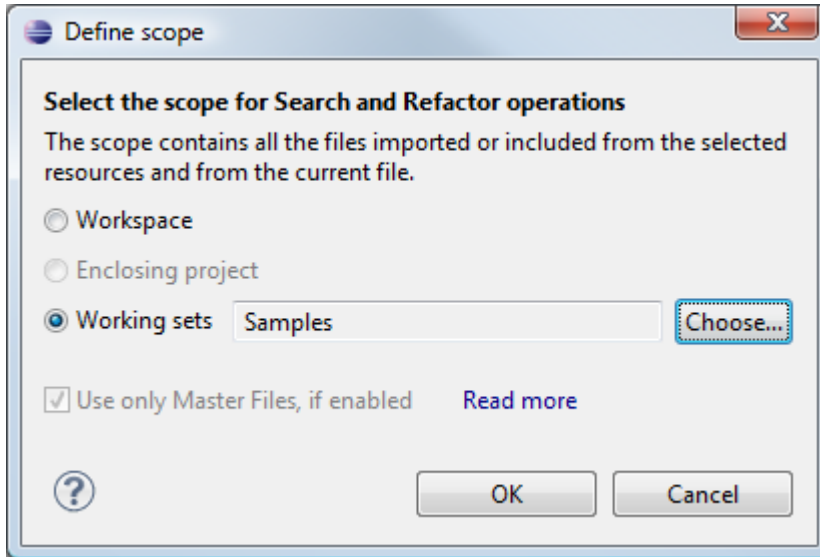 Define scope
Select the scope for Search and Refactor operations
The scope contains all the files imported or included from the selected
resources and from the current file.
Workspace
Enclosing project
Working sets Samples Choose...
Use only Master Files, if enabled Read more
? OK Cancel